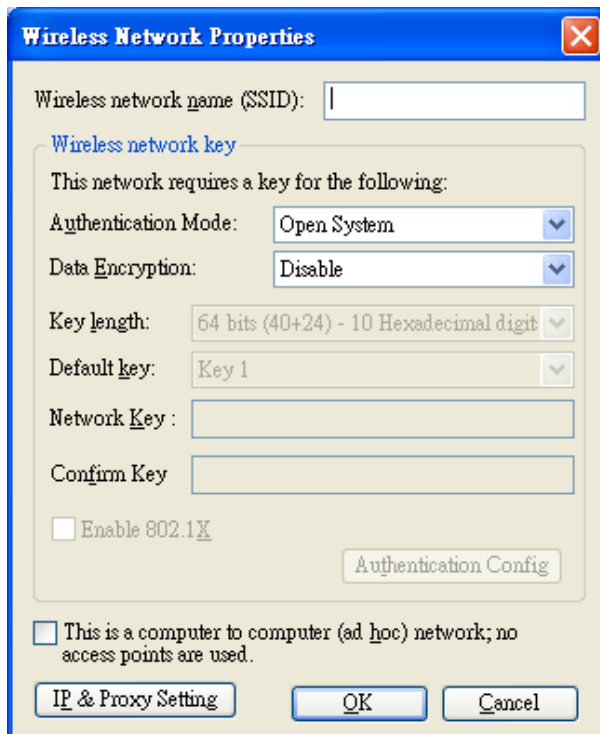 Wireless Network Properties
Wireless network name (SSID):
Wireless network key
This network requires a key for the following:
Authentication Mode: Open System
Data Encryption: Disable
Key length: 64 bits (40+24) - 10 Hexadecimal digit
Default key: Key 1
Network Key :
Confirm Key
Enable 802.1X
Authentication Config
This is a computer to computer (ad hoc) network; no
access points are used.
IP & Proxy Setting OK Cancel